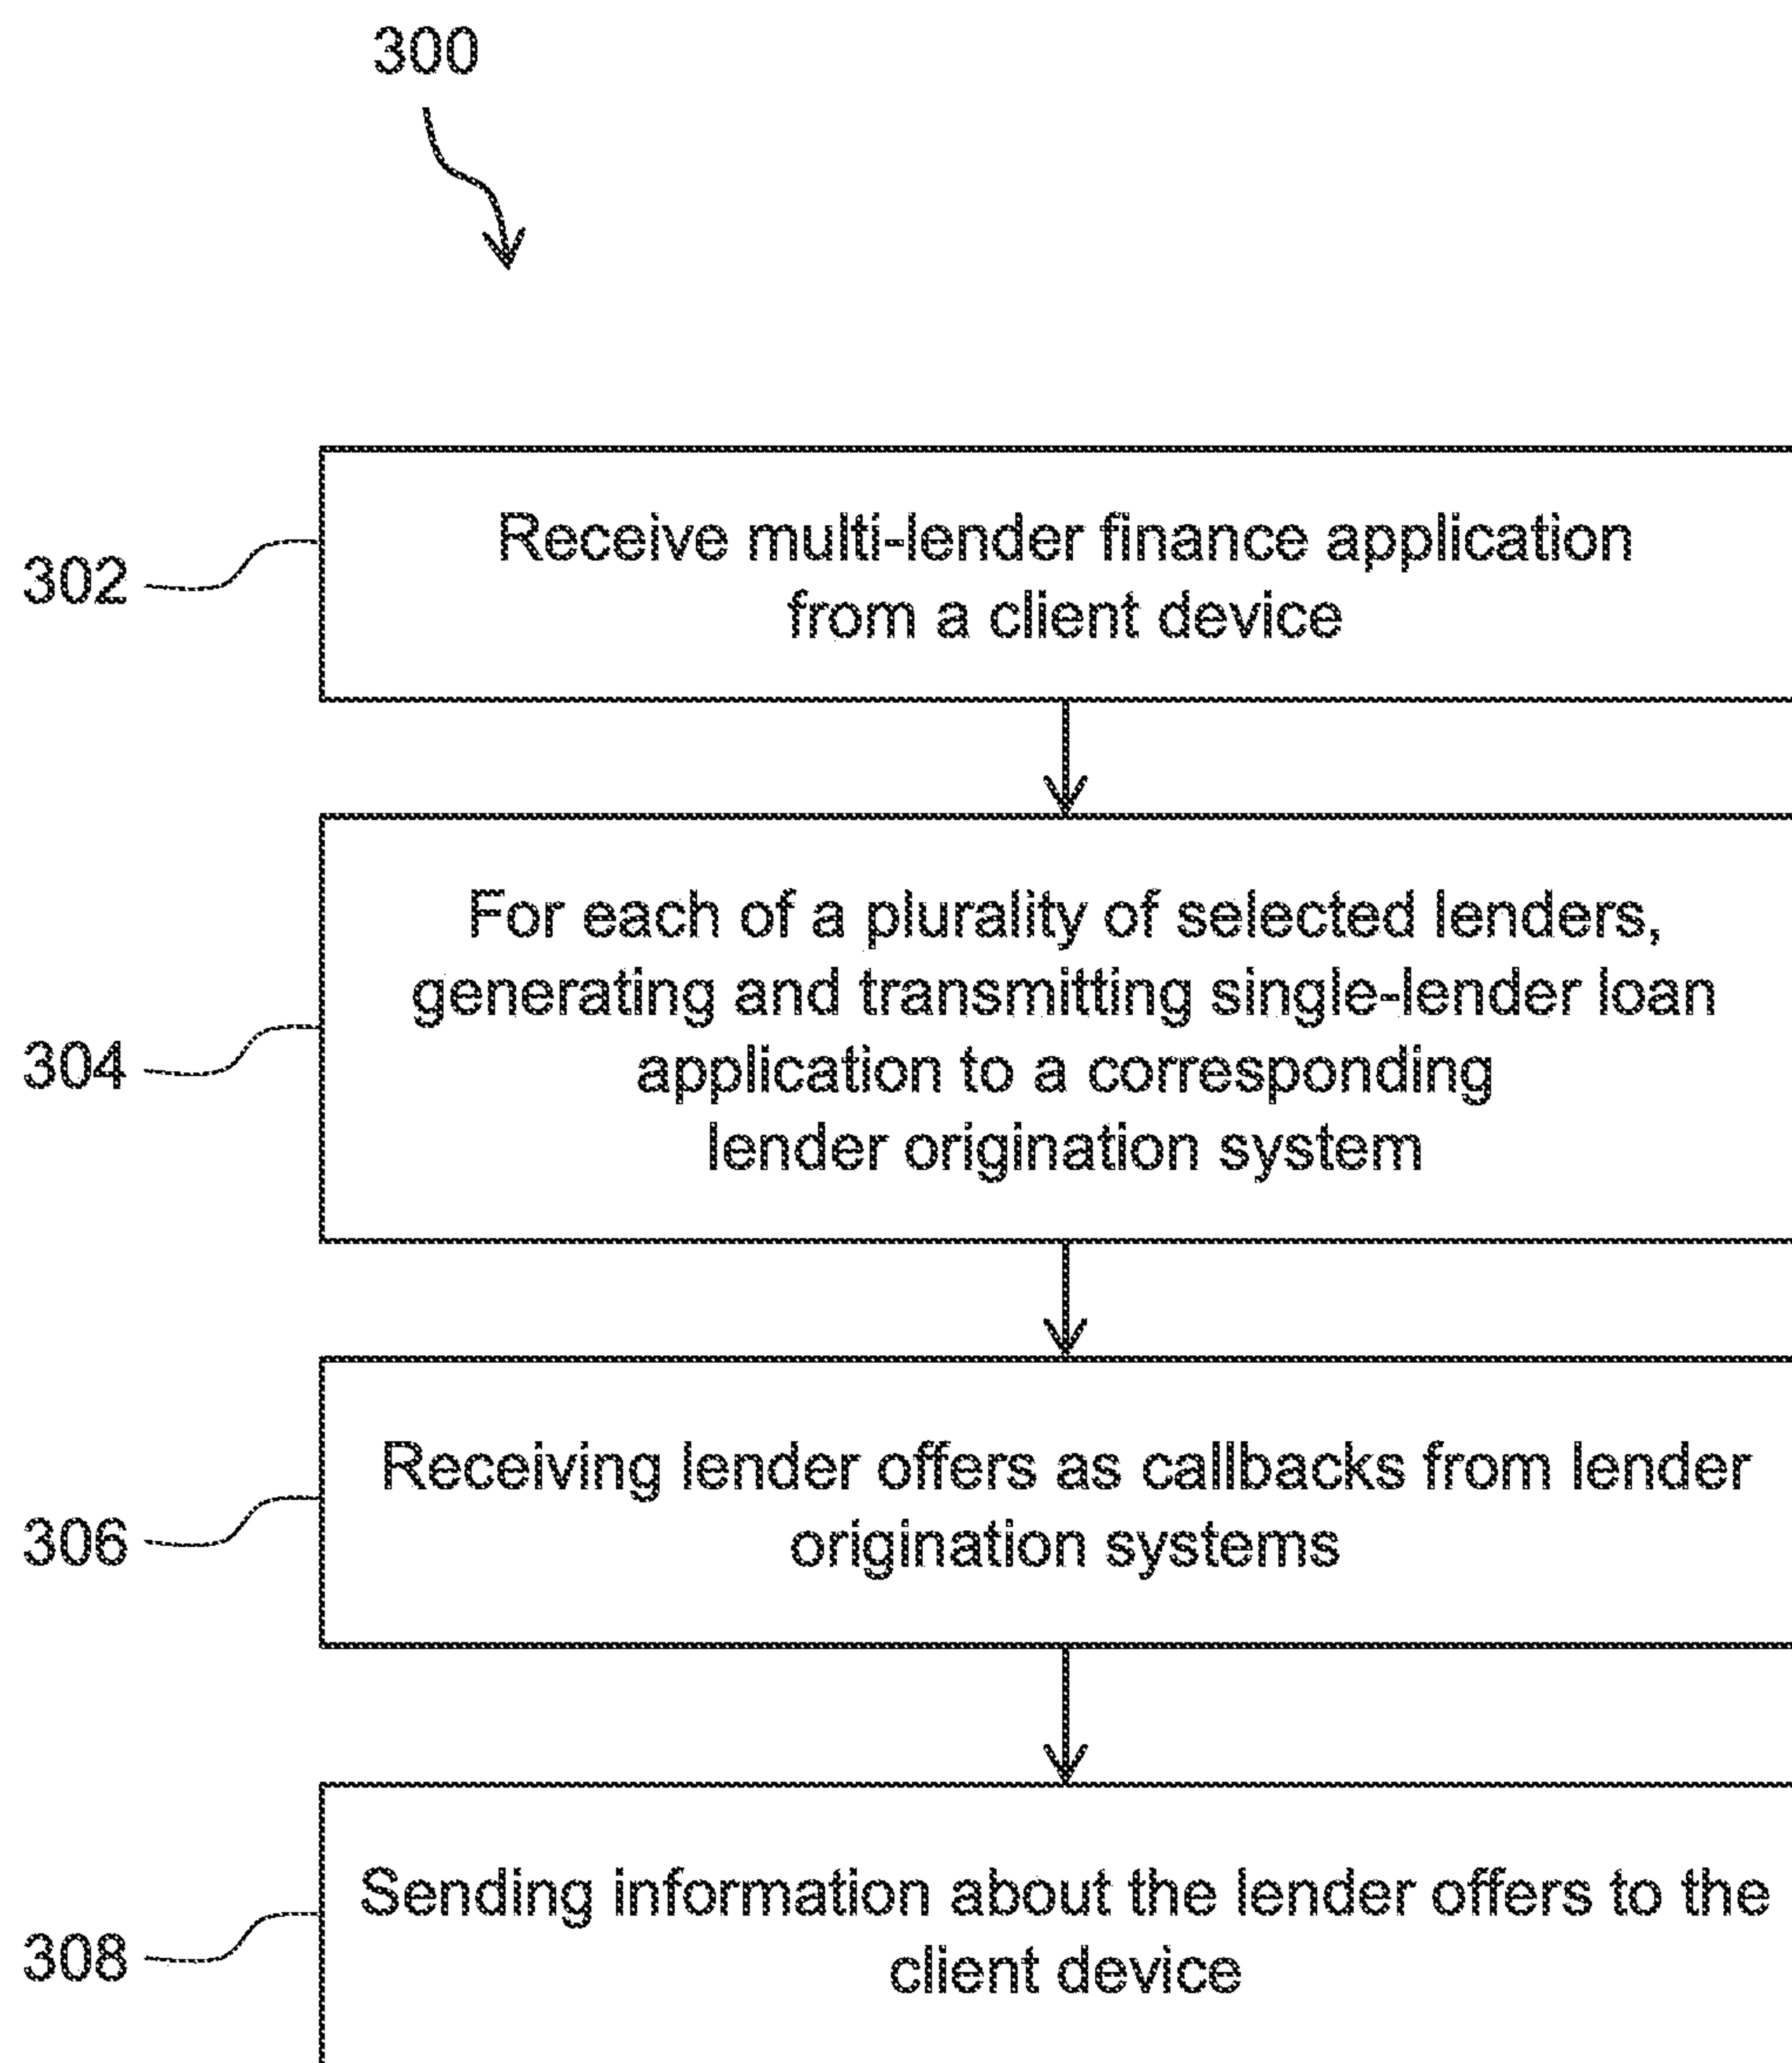 300
302
Receive multi-lender finance application
from a client device
304
For each of a plurality of selected lenders,
generating and transmitting single-lender loan
application to a corresponding
lender origination system
306
Receiving lender offers as callbacks from lender
origination systems
308
Sending information about the lender offers to the
client device